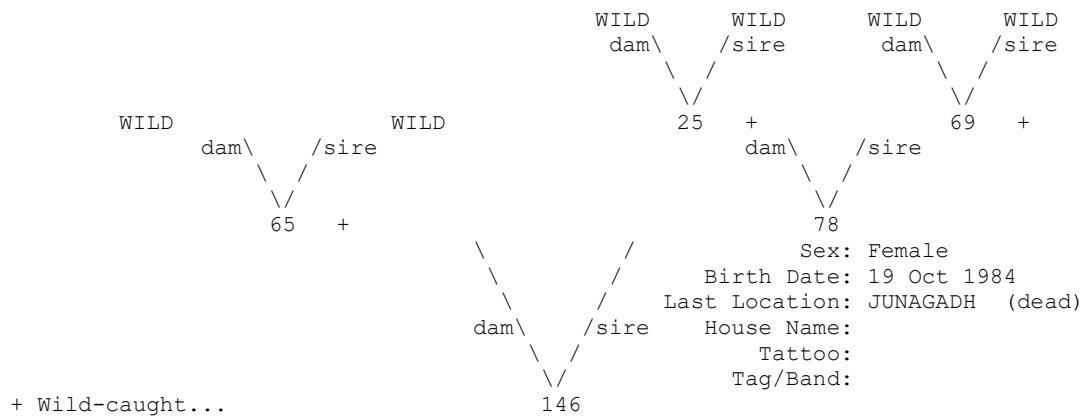 WILD WILD WILD WILD
dam\ /sire dam\ /sire
\ / \ /
\/ \/
WILD WILD 25 + 69 +
dam\ /sire dam\ /sire
\ / \ /
\/ \/
65 + 78
\ / Sex: Female
\ / Birth Date: 19 Oct 1984
\ / Last Location: JUNAGADH (dead)
dam\ /sire House Name:
\ / Tattoo:
\/ Tag/Band:
+ Wild-caught... 146